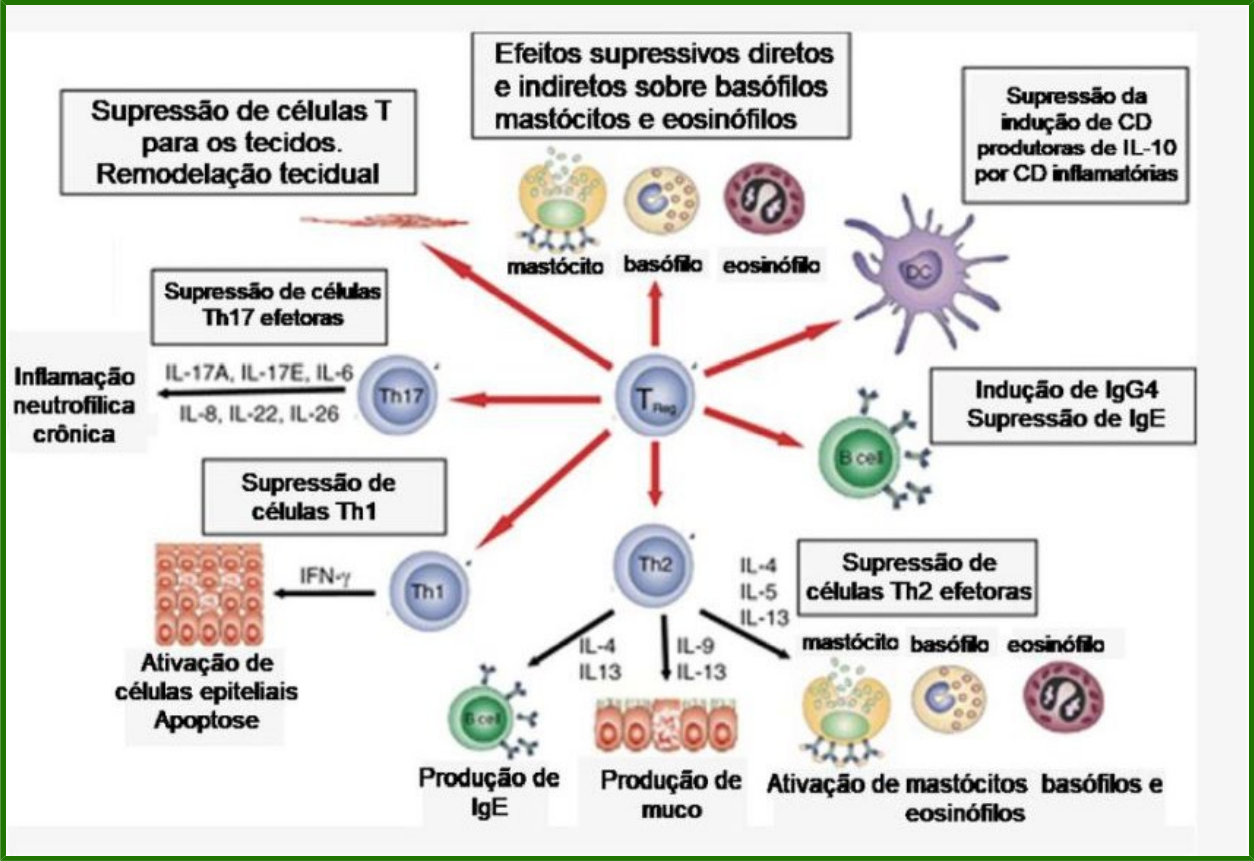 Efeitos supressivos diretos
e indiretos sobre basófilos
mastócitos e eosinófilos
Supressão de células T
para os tecidos.
Remodelação tecidual
Supressão da
indução de CD
produtoras de IL-10
por CD inflamatórias
mastócito
basófilo
eosinófilo
DC
Supressão de células
Th17 efetoras
Inflamação
neutrofílica
crônica
IL-17A, IL-17E, IL-6
IL-8, IL-22, IL-26
Th17
TReg
Indução de IgG4
Supressão de IgE
B cell
Supressão de
células Th1
IFN-γ
Th1
Ativação de
células epiteliais
Apoptose
Th2
IL-4
IL-5
IL-13
Supressão de
células Th2 efetoras
IL-4
IL13
IL-9
IL-13
mastócito
basófilo
eosinófilo
B cell
Produção de
IgE
Produção de
muco
Ativação de mastócitos basófilos e
eosinófilos